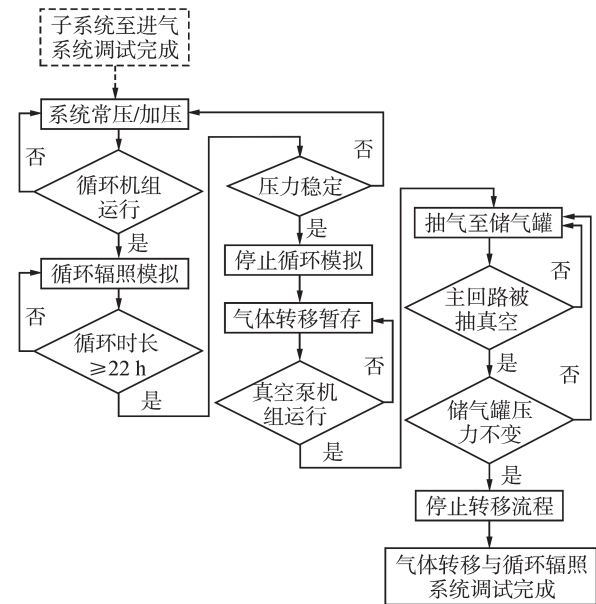 子系统至进气
系统调试完成
系统常压/加压
否
循环机组
运行
是
循环辐照模拟
否
循环时长
≥22 h
是
压力稳定
否
是
停止循环模拟
气体转移暂存
否
真空泵机
组运行
是
抽气至储气罐
否
主回路被
抽真空
是
否
储气罐压
力不变
是
停止转移流程
气体转移与循环辐照
系统调试完成